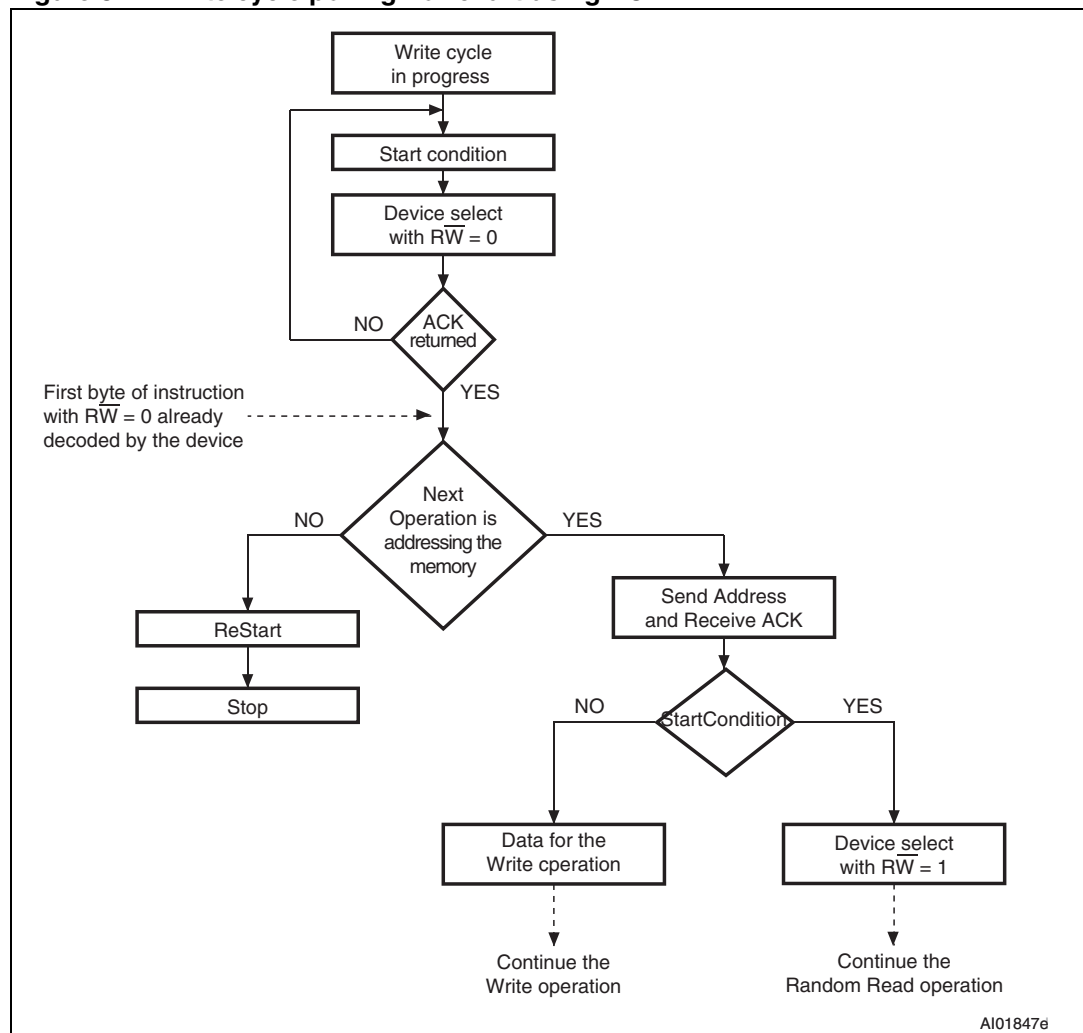 Write cycle
in progress
Start condition
Device select
with RW̅ = 0
NO
ACK
returned
YES
First byte of instruction
with RW̅ = 0 already
decoded by the device
Next
Operation is
addressing the
memory
NO
YES
Send Address
and Receive ACK
ReStart
Stop
StartCondition
NO
YES
Data for the
Write cperation
Device select
with RW̅ = 1
Continue the
Write operation
Continue the
Random Read operation
AI01847e